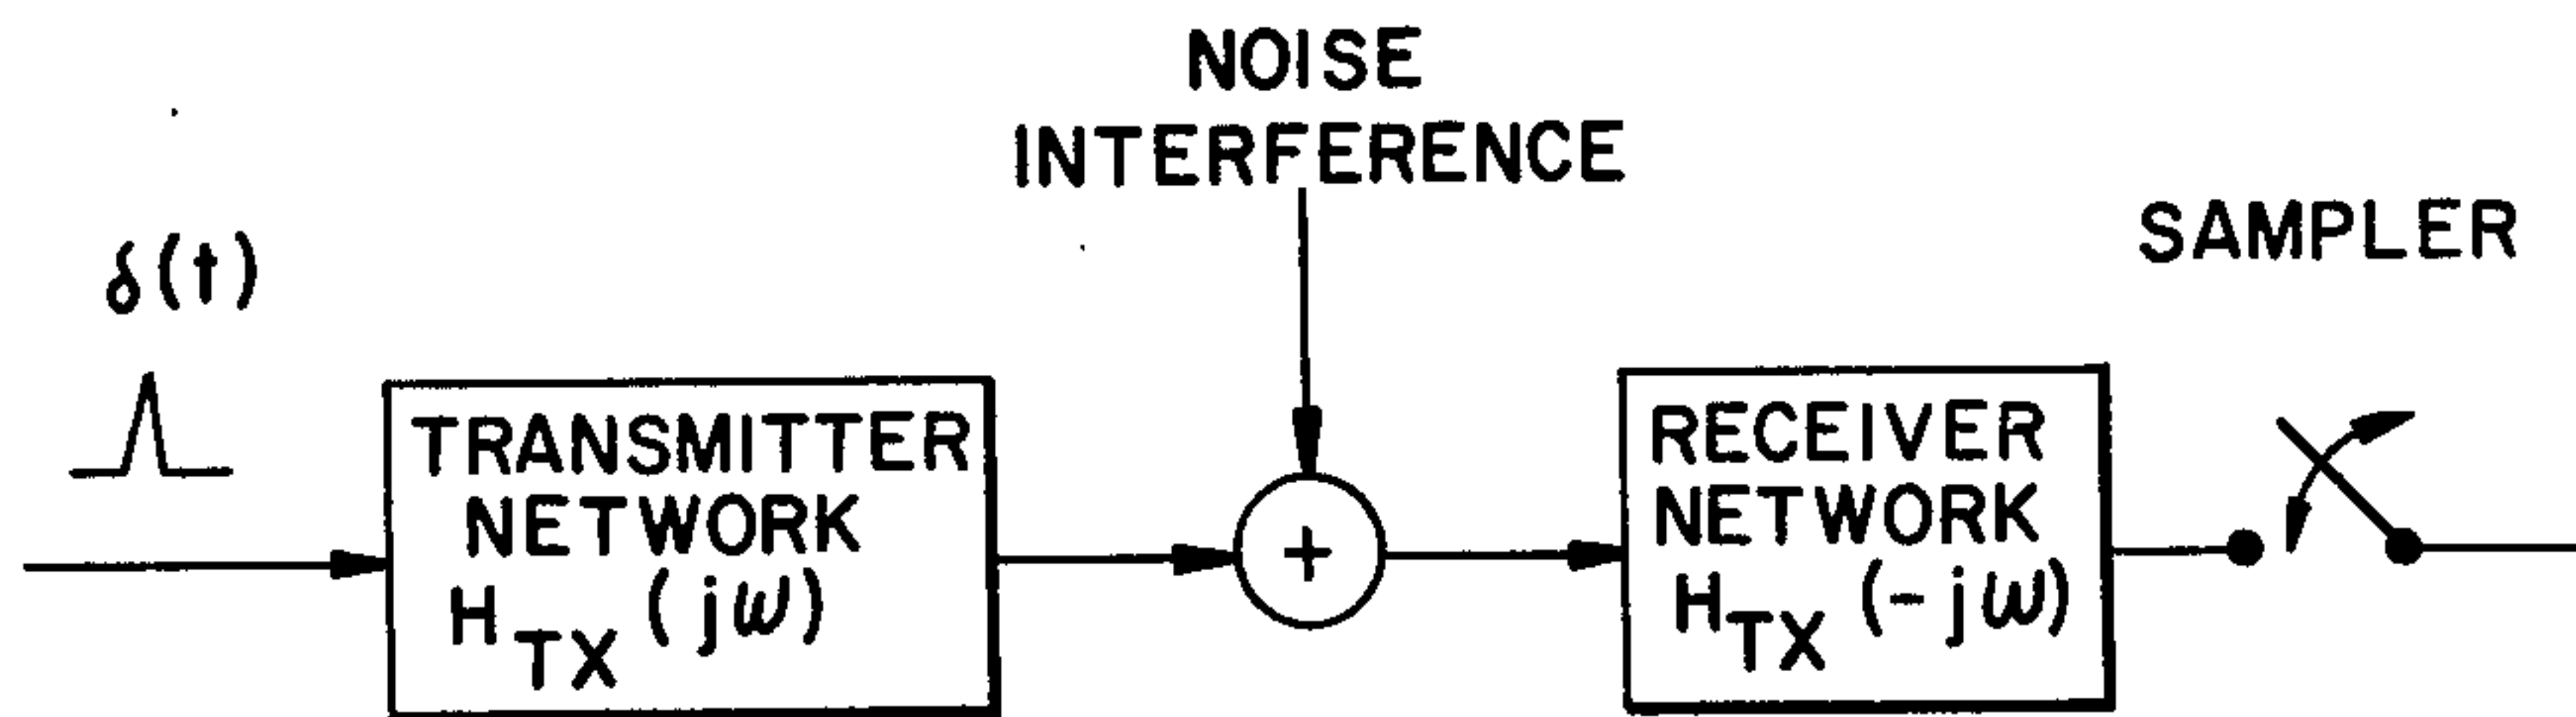 NOISE
INTERFERENCE
SAMPLER
δ(t)
TRANSMITTER
NETWORK
H_TX (jω)
+
RECEIVER
NETWORK
H_TX (-jω)